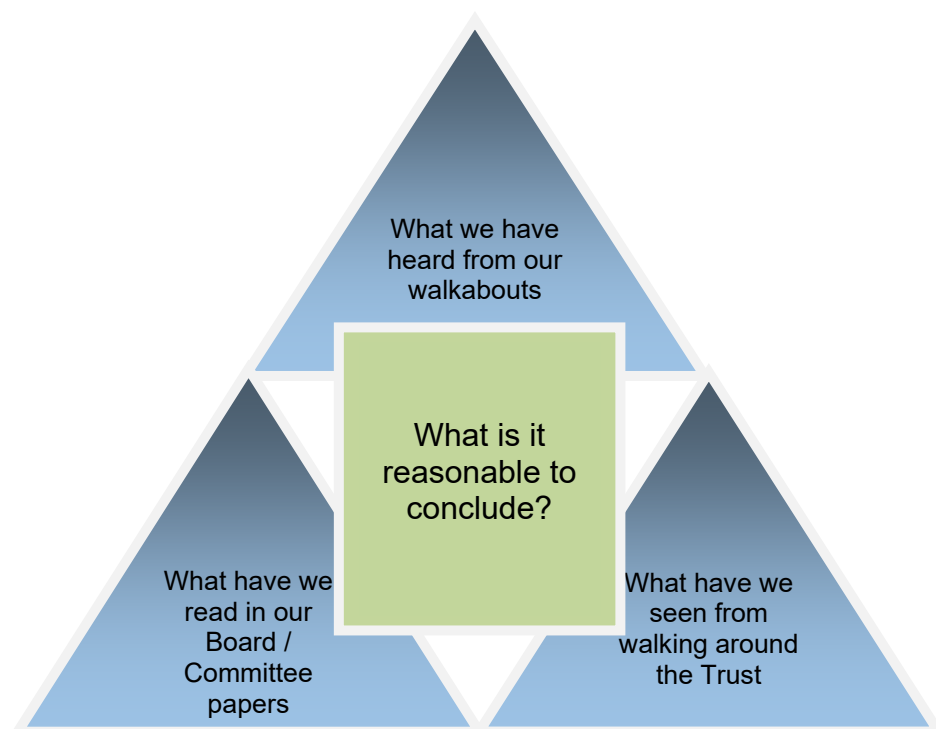 What we have
heard from our
walkabouts
What is it
reasonable to
conclude?
What have we
read in our
Board /
Committee
papers
What have we
seen from
walking around
the Trust